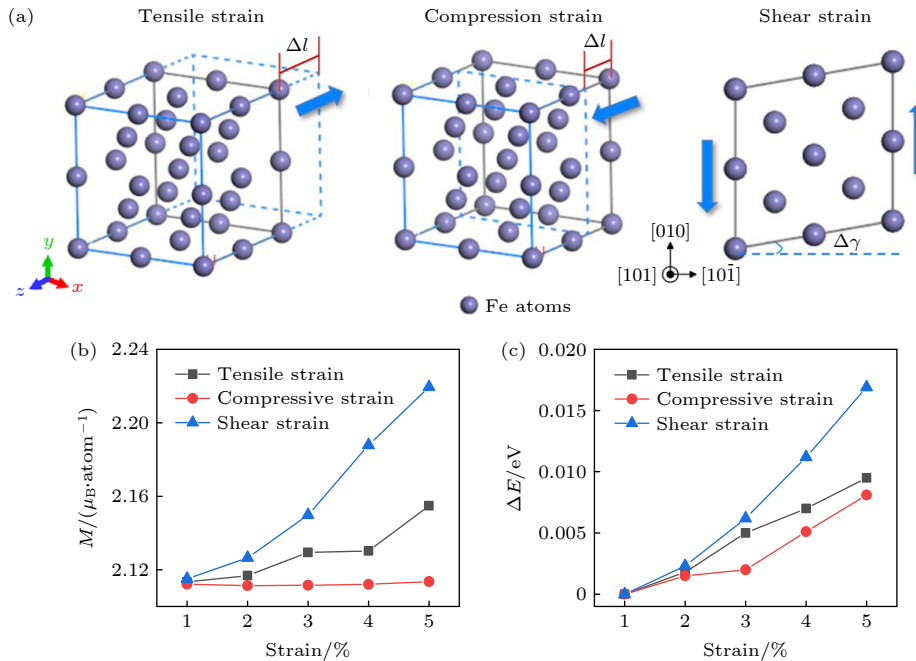 (a)
Tensile strain
Compression strain
Shear strain
Δl
Δl
y
z
x
[010]
[101]
[101̄]
Δγ
Fe atoms
(b)
2.24
2.20
2.16
2.12
M/(μB·atom−1)
Tensile strain
Compressive strain
Shear strain
1 2 3 4 5
Strain/%
(c)
0.020
0.015
0.010
0.005
0
ΔE/eV
Tensile strain
Compressive strain
Shear strain
1 2 3 4 5
Strain/%